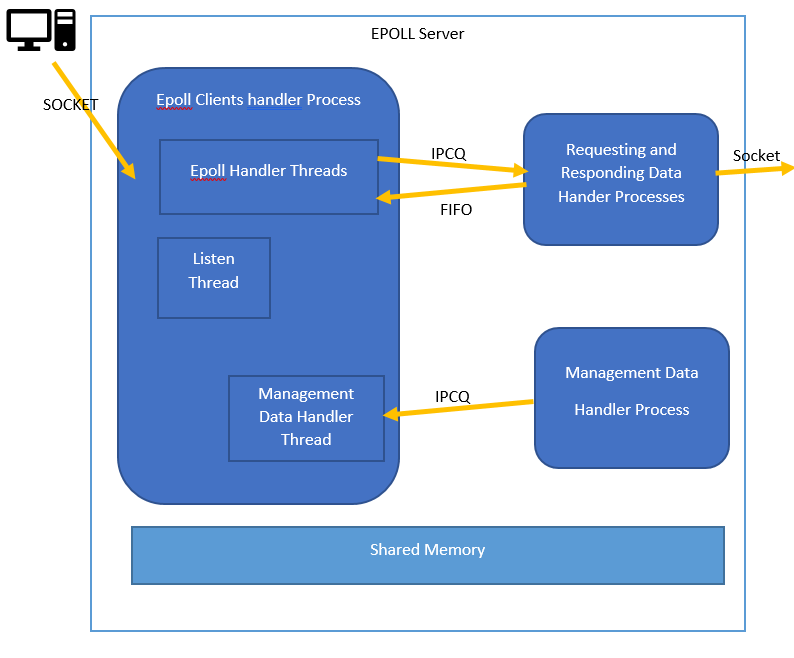 EPOLL Server
SOCKET
Epoll Clients handler Process
Epoll Handler Threads
IPCQ
FIFO
Requesting and
Responding Data
Hander Processes
Socket
Listen
Thread
Management
Data Handler
Thread
IPCQ
Management Data
Handler Process
Shared Memory